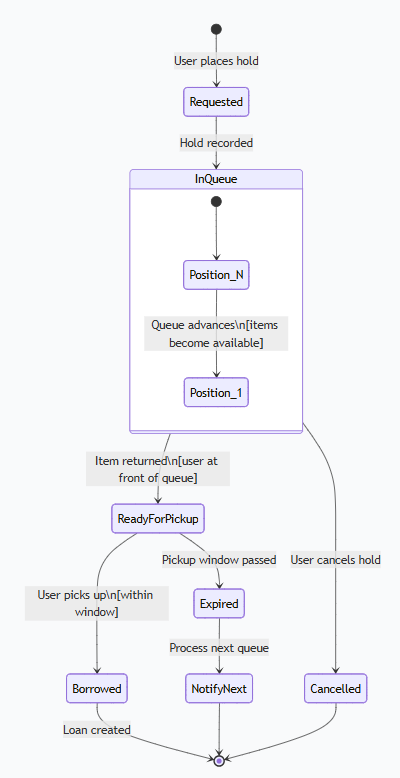 User places hold
Requested
Hold recorded
InQueue
Position_N
Queue advances\n[items
become available]
Position_1
Item returned\n[user at
front of queue]
ReadyForPickup
Pickup window passed
User cancels hold
User picks up\n[within
window]
Expired
Process next queue
Borrowed
NotifyNext
Cancelled
Loan created